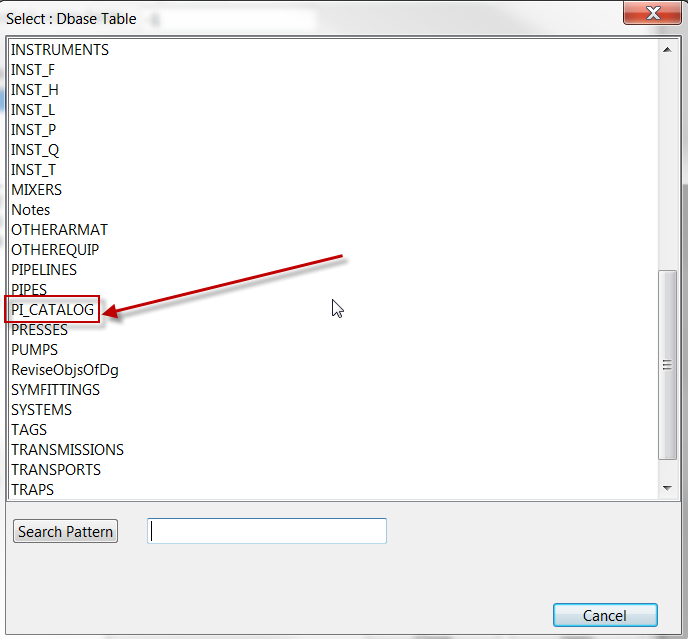 Select : Dbase Table
INSTRUMENTS
INST_F
INST_H
INST_L
INST_P
INST_Q
INST_T
MIXERS
Notes
OTHERARMAT
OTHEREQUIP
PIPELINES
PIPES
PI_CATALOG
PRESSES
PUMPS
ReviseObjsOfDg
SYMFITTINGS
SYSTEMS
TAGS
TRANSMISSIONS
TRANSPORTS
TRAPS
Search Pattern
Cancel